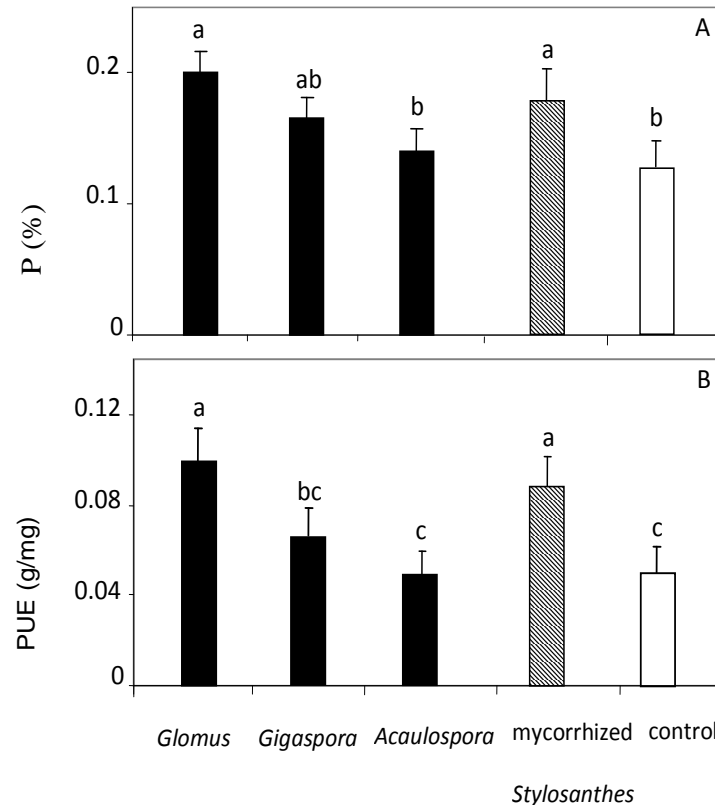 A
a
a
ab
b
b
0.2
0.1
0
P (%)
B
a
a
bc
c
c
0.12
0.08
0.04
0
PUE (g/mg)
Glomus Gigaspora Acaulospora mycorrhized control
Stylosanthes